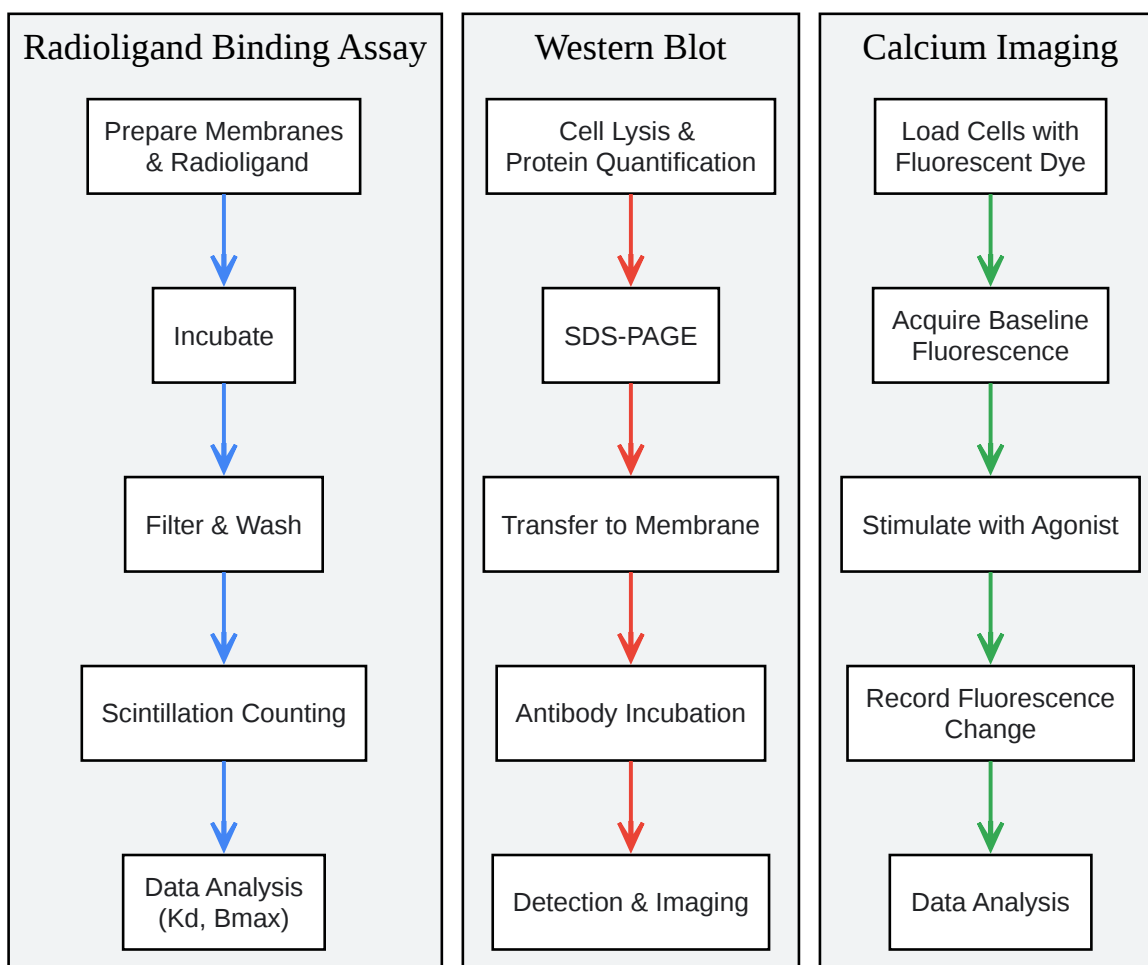 Radioligand Binding Assay
Prepare Membranes
& Radioligand
Incubate
Filter & Wash
Scintillation Counting
Data Analysis
(Kd, Bmax)
Western Blot
Cell Lysis &
Protein Quantification
SDS-PAGE
Transfer to Membrane
Antibody Incubation
Detection & Imaging
Calcium Imaging
Load Cells with
Fluorescent Dye
Acquire Baseline
Fluorescence
Stimulate with Agonist
Record Fluorescence
Change
Data Analysis